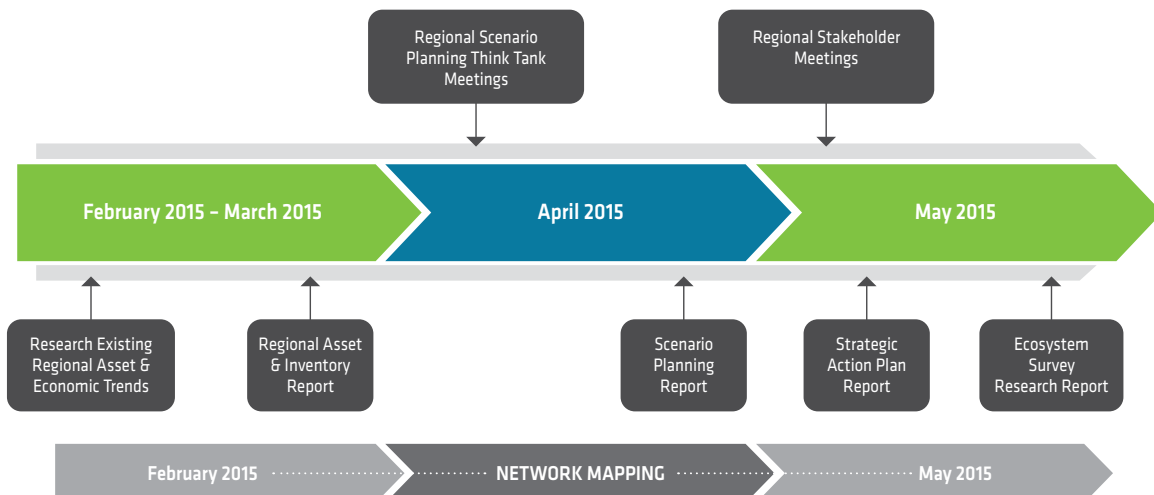 Regional Scenario
Planning Think Tank
Meetings
Regional Stakeholder
Meetings
February 2015 – March 2015
April 2015
May 2015
Research Existing
Regional Asset &
Economic Trends
Regional Asset
& Inventory
Report
Scenario
Planning
Report
Strategic
Action Plan
Report
Ecosystem
Survey
Research Report
February 2015
NETWORK MAPPING
May 2015